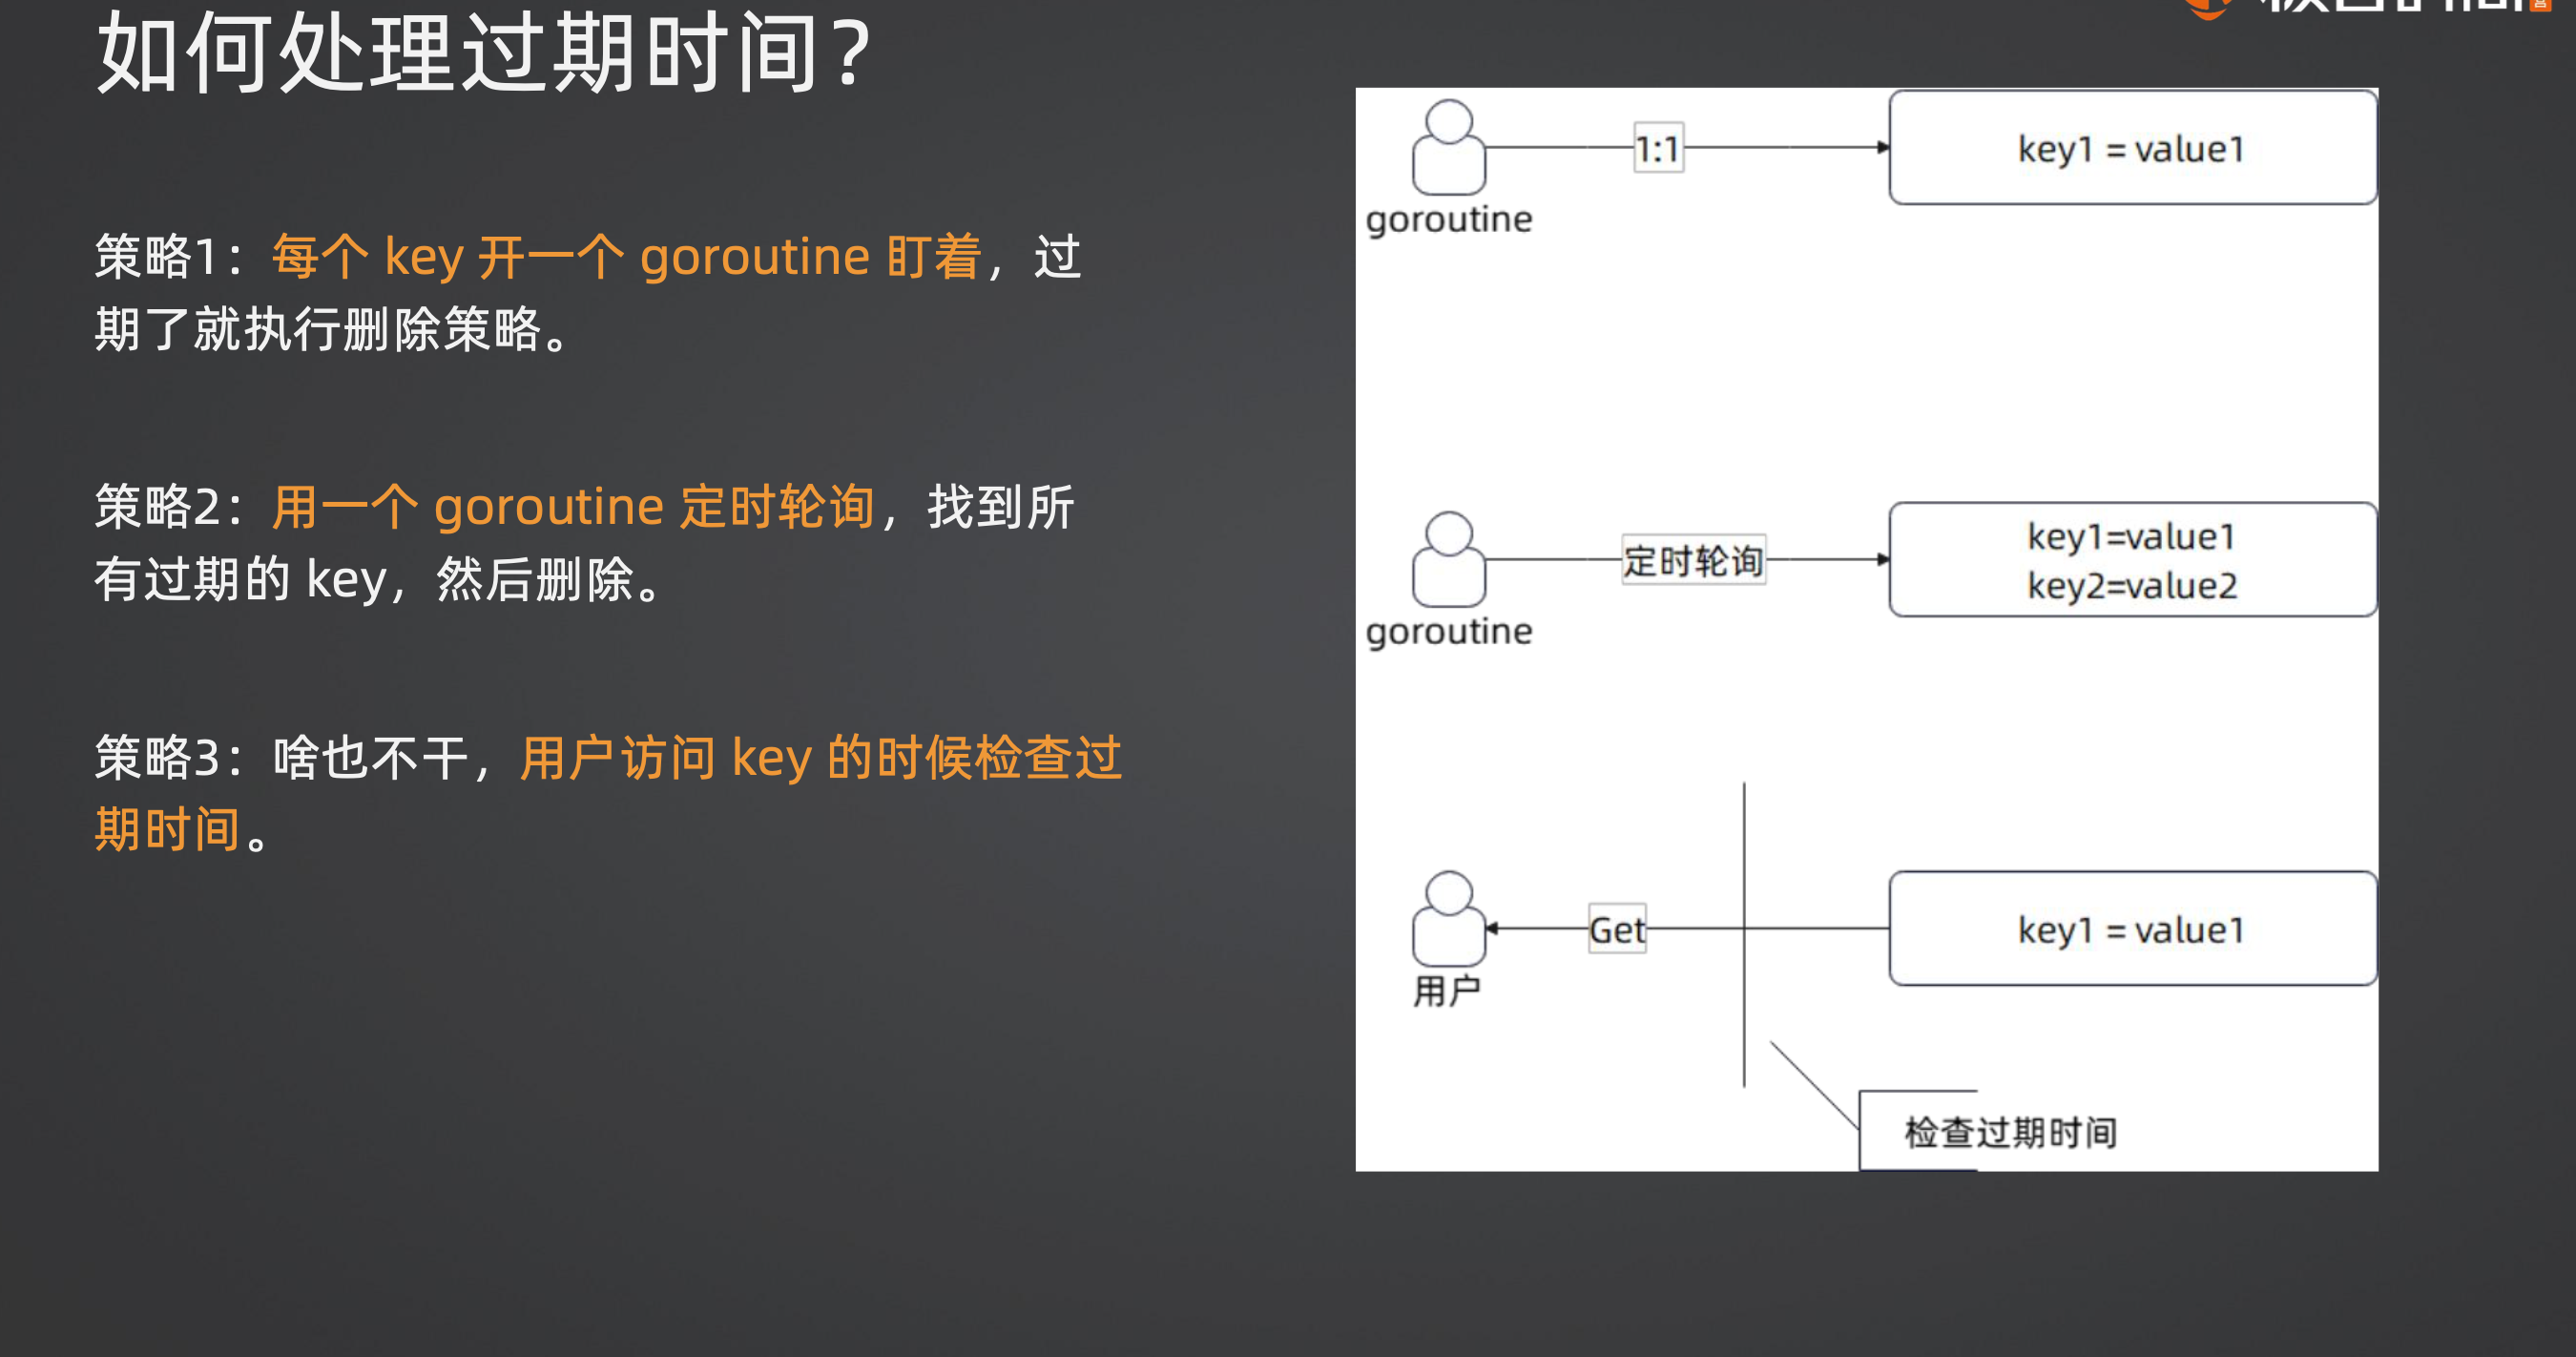 如何处理过期时间？
策略1：每个 key 开一个 goroutine 盯着，过
期了就执行删除策略。
策略2：用一个 goroutine 定时轮询，找到所
有过期的 key，然后删除。
策略3：啥也不干，用户访问 key 的时候检查过
期时间。
1:1
key1 = value1
goroutine
定时轮询
key1=value1
key2=value2
goroutine
Get
key1 = value1
用户
检查过期时间